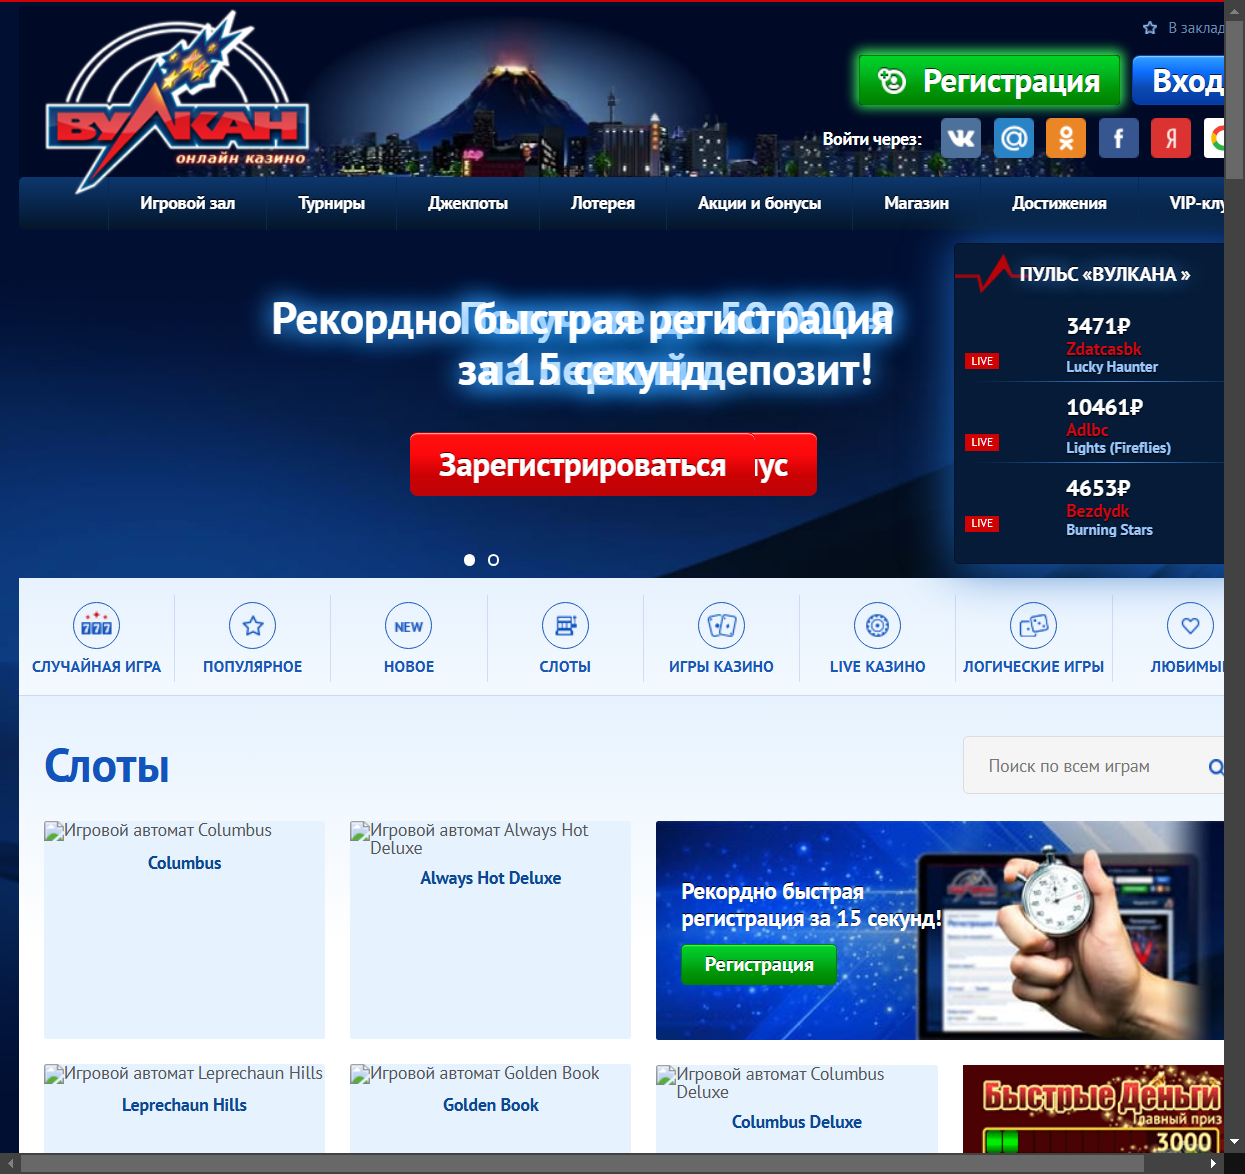 В заклад
Регистрация
Вход
ВУЛКАН
онлайн казино
Войти через:
Игровой зал
Турниры
Джекпоты
Лотерея
Акции и бонусы
Магазин
Достижения
VIP-клу
ПУЛЬС «ВУЛКАНА »
Рекордно быстрая регистрация
за 15 секунд
депозит!
Зарегистрироваться
ус
3471₽
Zdatcasbk
LIVE
Lucky Haunter
10461₽
Adlbc
LIVE
Lights (Fireflies)
4653₽
Bezdydk
LIVE
Burning Stars
777
NEW
СЛУЧАЙНАЯ ИГРА
ПОПУЛЯРНОЕ
НОВОЕ
СЛОТЫ
ИГРЫ КАЗИНО
LIVE КАЗИНО
ЛОГИЧЕСКИЕ ИГРЫ
ЛЮБИМЫ
Слоты
Поиск по всем играм
Игровой автомат Columbus
Columbus
Игровой автомат Always Hot
Deluxe
Always Hot Deluxe
Рекордно быстрая
регистрация за 15 секунд!
Регистрация
Игровой автомат Leprechaun Hills
Leprechaun Hills
Игровой автомат Golden Book
Golden Book
Игровой автомат Columbus
Deluxe
Columbus Deluxe
Быстрые Деньги
Главный приз
3000